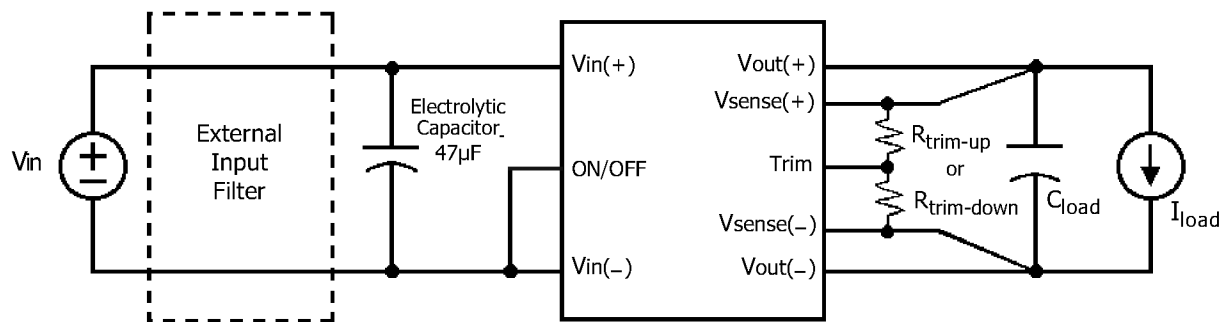 Vin
External
Input
Filter
Electrolytic
Capacitor
47µF
Vin(+)
ON/OFF
Vin(–)
Vout(+)
Vsense(+)
Trim
Vsense(–)
Vout(–)
Rtrim-up
or
Rtrim-down
Cload
Iload